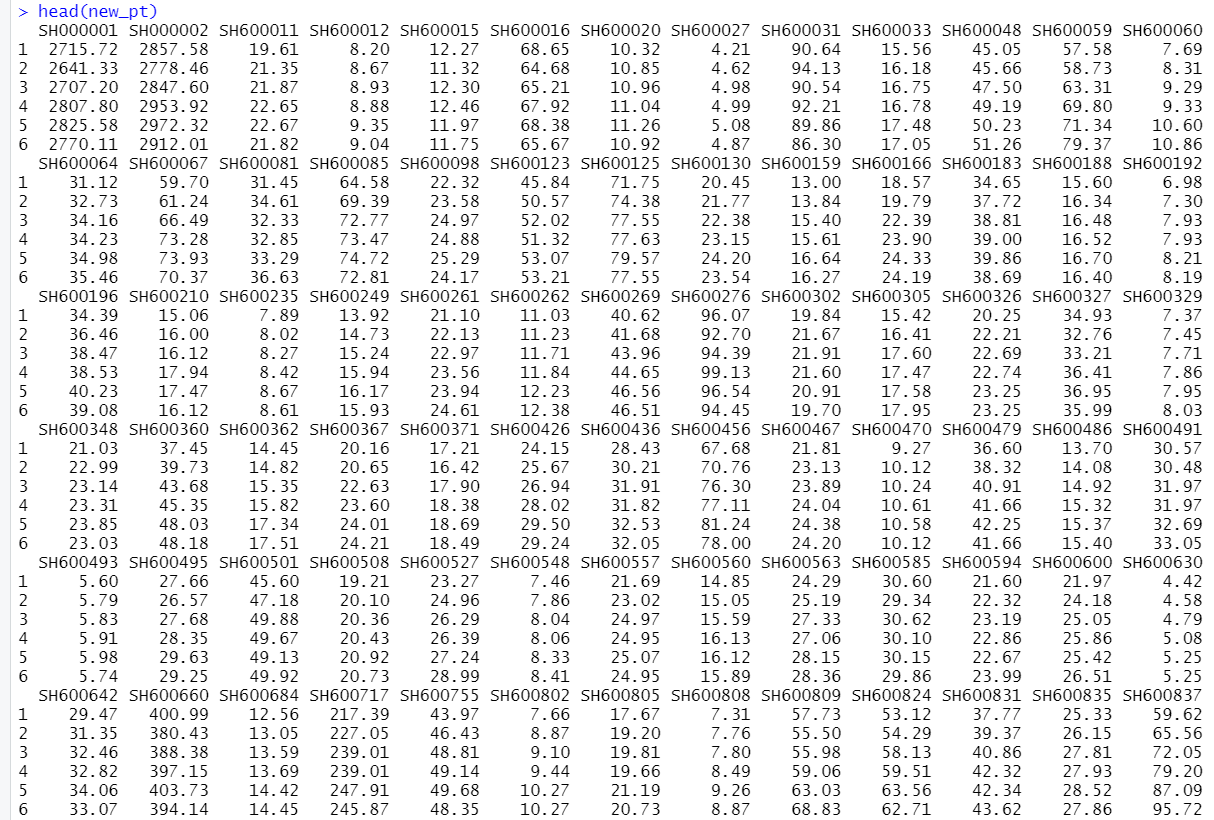 > head(new_pt)
SH000001 SH000002 SH600011 SH600012 SH600015 SH600016 SH600020 SH600027 SH600031 SH600033 SH600048 SH600059 SH600060
1 2715.72 2857.58 19.61 8.20 12.27 68.65 10.32 4.21 90.64 15.56 45.05 57.58 7.69
2 2641.33 2778.46 21.35 8.67 11.32 64.68 10.85 4.62 94.13 16.18 45.66 58.73 8.31
3 2707.20 2847.60 21.87 8.93 12.30 65.21 10.96 4.98 90.54 16.75 47.50 63.31 9.29
4 2807.80 2953.92 22.65 8.88 12.46 67.92 11.04 4.99 92.21 16.78 49.19 69.80 9.33
5 2825.58 2972.32 22.67 9.35 11.97 68.38 11.26 5.08 89.86 17.48 50.23 71.34 10.60
6 2770.11 2912.01 21.82 9.04 11.75 65.67 10.92 4.87 86.30 17.05 51.26 79.37 10.86
SH600064 SH600067 SH600081 SH600085 SH600098 SH600123 SH600125 SH600130 SH600159 SH600166 SH600183 SH600188 SH600192
1 31.12 59.70 31.45 64.58 22.32 45.84 71.75 20.45 13.00 18.57 34.65 15.60 6.98
2 32.73 61.24 34.61 69.39 23.58 50.57 74.38 21.77 13.84 19.79 37.72 16.34 7.30
3 34.16 66.49 32.33 72.77 24.97 52.02 77.55 22.38 15.40 22.39 38.81 16.48 7.93
4 34.23 73.28 32.85 73.47 24.88 51.32 77.63 23.15 15.61 23.90 39.00 16.52 7.93
5 34.98 73.93 33.29 74.72 25.29 53.07 79.57 24.20 16.64 24.33 39.86 16.70 8.21
6 35.46 70.37 36.63 72.81 24.17 53.21 77.55 23.54 16.27 24.19 38.69 16.40 8.19
SH600196 SH600210 SH600235 SH600249 SH600261 SH600262 SH600269 SH600276 SH600302 SH600305 SH600326 SH600327 SH600329
1 34.39 15.06 7.89 13.92 21.10 11.03 40.62 96.07 19.84 15.42 20.25 34.93 7.37
2 36.46 16.00 8.02 14.73 22.13 11.23 41.68 92.70 21.67 16.41 22.21 32.76 7.45
3 38.47 16.12 8.27 15.24 22.97 11.71 43.96 94.39 21.91 17.60 22.69 33.21 7.71
4 38.53 17.94 8.42 15.94 23.56 11.84 44.65 99.13 21.60 17.47 22.74 36.41 7.86
5 40.23 17.47 8.67 16.17 23.94 12.23 46.56 96.54 20.91 17.58 23.25 36.95 7.95
6 39.08 16.12 8.61 15.93 24.61 12.38 46.51 94.45 19.70 17.95 23.25 35.99 8.03
SH600348 SH600360 SH600362 SH600367 SH600371 SH600426 SH600436 SH600456 SH600467 SH600470 SH600479 SH600486 SH600491
1 21.03 37.45 14.45 20.16 17.21 24.15 28.43 67.68 21.81 9.27 36.60 13.70 30.57
2 22.99 39.73 14.82 20.65 16.42 25.67 30.21 70.76 23.13 10.12 38.32 14.08 30.48
3 23.14 43.68 15.35 22.63 17.90 26.94 31.91 76.30 23.89 10.24 40.91 14.92 31.97
4 23.31 45.35 15.82 23.60 18.38 28.02 31.82 77.11 24.04 10.61 41.66 15.32 31.97
5 23.85 48.03 17.34 24.01 18.69 29.50 32.53 81.24 24.38 10.58 42.25 15.37 32.69
6 23.03 48.18 17.51 24.21 18.49 29.24 32.05 78.00 24.20 10.12 41.66 15.40 33.05
SH600493 SH600495 SH600501 SH600508 SH600527 SH600548 SH600557 SH600560 SH600563 SH600585 SH600594 SH600600 SH600630
1 5.60 27.66 45.60 19.21 23.27 7.46 21.69 14.85 24.29 30.60 21.60 21.97 4.42
2 5.79 26.57 47.18 20.10 24.96 7.86 23.02 15.05 25.19 29.34 22.32 24.18 4.58
3 5.83 27.68 49.88 20.36 26.29 8.04 24.97 15.59 27.33 30.62 23.19 25.05 4.79
4 5.91 28.35 49.67 20.43 26.39 8.06 24.95 16.13 27.06 30.10 22.86 25.86 5.08
5 5.98 29.63 49.13 20.92 27.24 8.33 25.07 16.12 28.15 30.15 22.67 25.42 5.25
6 5.74 29.25 49.92 20.73 28.99 8.41 24.95 15.89 28.36 29.86 23.99 26.51 5.25
SH600642 SH600660 SH600684 SH600717 SH600755 SH600802 SH600805 SH600808 SH600809 SH600824 SH600831 SH600835 SH600837
1 29.47 400.99 12.56 217.39 43.97 7.66 17.67 7.31 57.73 53.12 37.77 25.33 59.62
2 31.35 380.43 13.05 227.05 46.43 8.87 19.20 7.76 55.50 54.29 39.37 26.15 65.56
3 32.46 388.38 13.59 239.01 48.81 9.10 19.81 7.80 55.98 58.13 40.86 27.81 72.05
4 32.82 397.15 13.69 239.01 49.14 9.44 19.66 8.49 59.06 59.51 42.32 27.93 79.20
5 34.06 403.73 14.42 247.91 49.68 10.27 21.19 9.26 63.03 63.56 42.34 28.52 87.09
6 33.07 394.14 14.45 245.87 48.35 10.27 20.73 8.87 68.83 62.71 43.62 27.86 95.72